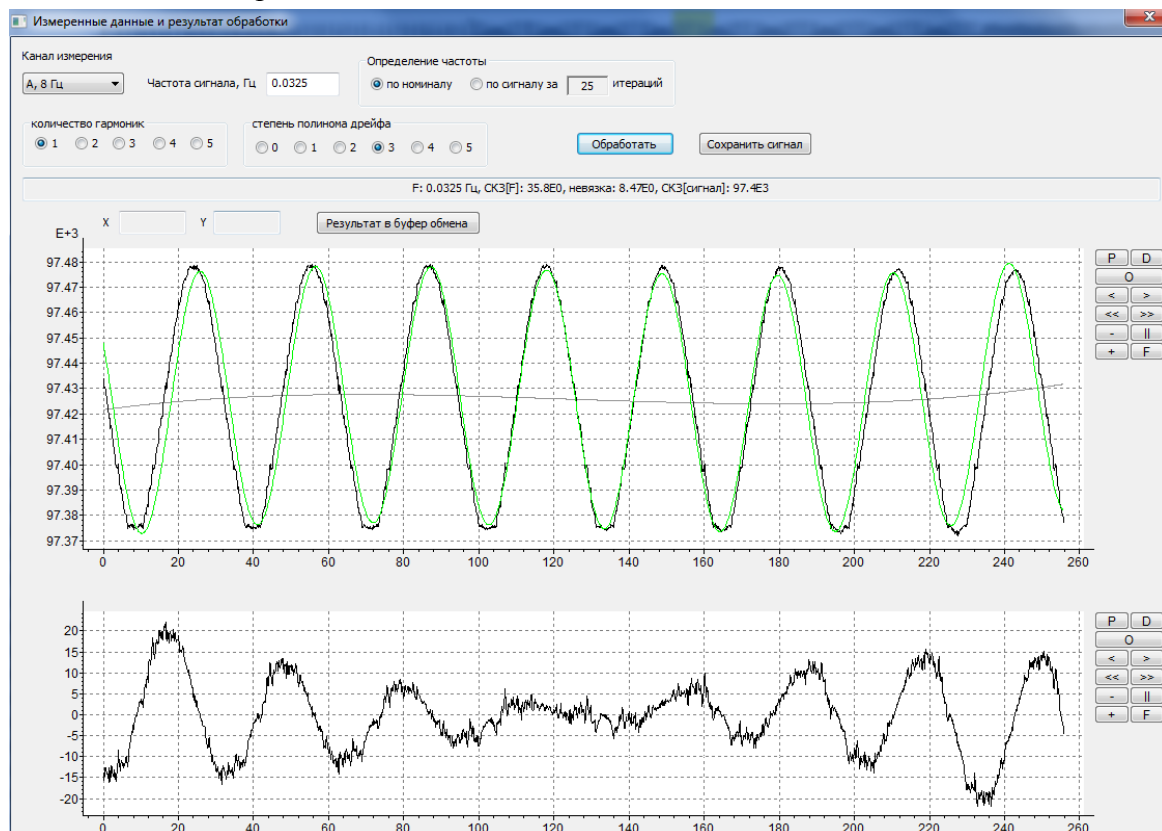 Измеренные данные и результат обработки
Канал измерения
А, 8 Гц
Частота сигнала, Гц 0.0325
Определение частоты
по номиналу по сигналу за 25 итераций
количество гармоник
1 2 3 4 5
степень полинома дрейфа
0 1 2 3 4 5
Обработать Сохранить сигнал
F: 0.0325 Гц, СКЗ[F]: 35.8E0, невязка: 8.47E0, СКЗ[сигнал]: 97.4E3
X Y Результат в буфер обмена
E+3
97.48
97.47
97.46
97.45
97.44
97.43
97.42
97.41
97.40
97.39
97.38
97.37
0 20 40 60 80 100 120 140 160 180 200 220 240 260
P D
O
< >
<< >>
- ||
+ F
20
15
10
5
0
-5
-10
-15
-20
0 20 40 60 80 100 120 140 160 180 200 220 240 260
P D
O
< >
<< >>
- ||
+ F